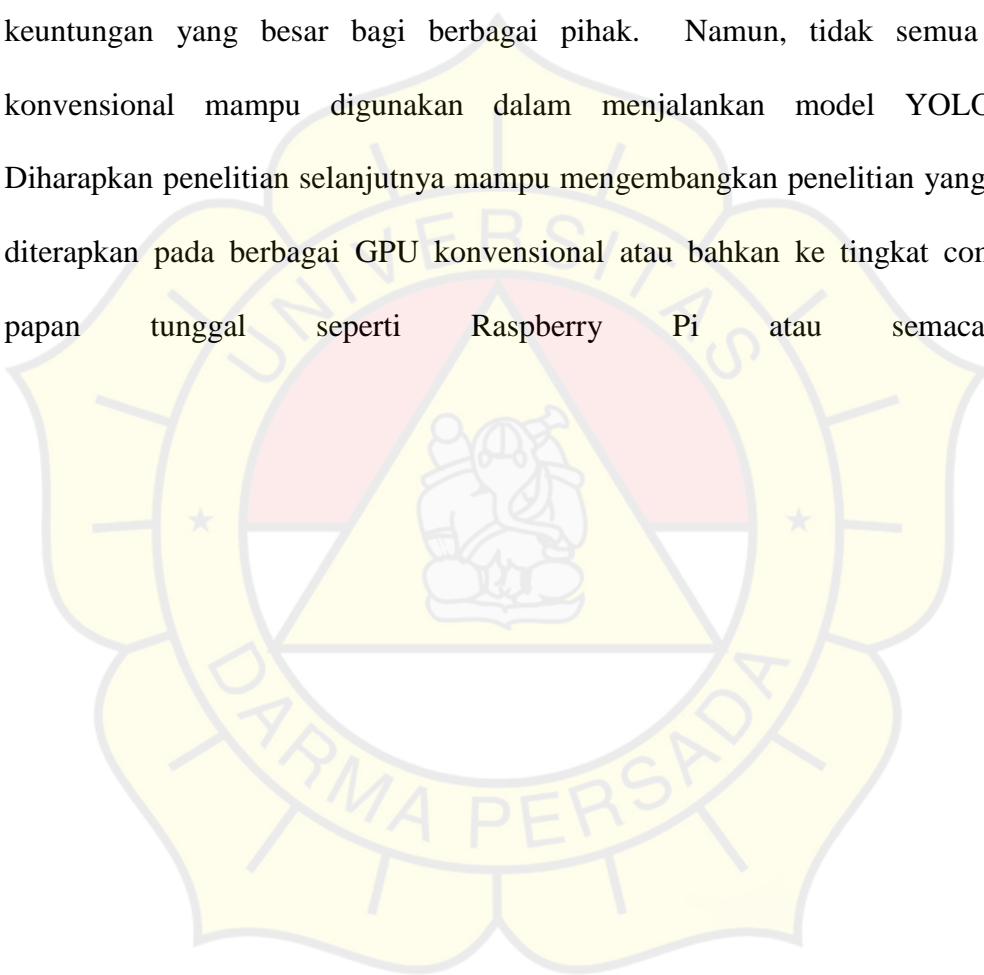 keuntungan yang besar bagi berbagai pihak. Namun, tidak semua
konvensional mampu digunakan dalam menjalankan model YOLO
Diharapkan penelitian selanjutnya mampu mengembangkan penelitian yang
diterapkan pada berbagai GPU konvensional atau bahkan ke tingkat
papan tunggal seperti Raspberry Pi atau
UNIVERSITAS
DARMA PERSADA